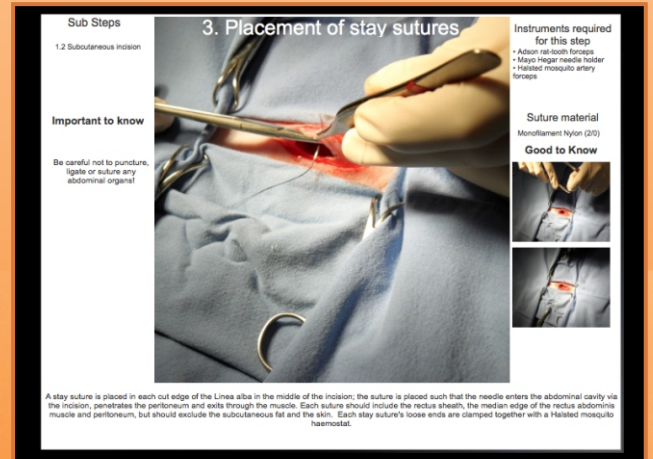 Sub Steps
1.2 Subcutaneous incision
Important to know
Be careful not to puncture,
ligate or suture any
abdominal organs!
3. Placement of stay sutures
Instruments required
for this step
• Adson rat-tooth forceps
• Mayo Hegar needle holder
• Halsted mosquito artery
forceps
Suture material
Monofilament Nylon (2/0)
Good to Know
A stay suture is placed in each cut edge of the Linea alba in the middle of the incision; the suture is placed such that the needle enters the abdominal cavity via
the incision, penetrates the peritoneum and exits through the muscle. Each suture should include the rectus sheath, the median edge of the rectus abdominis
muscle and peritoneum, but should exclude the subcutaneous fat and the skin. Each stay suture's loose ends are clamped together with a Halsted mosquito
haemostat.